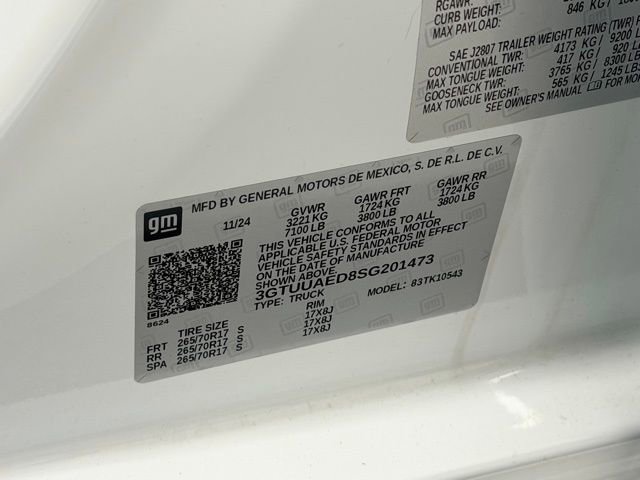 RGAWR:
CURB WEIGHT: 846 KG /
MAX PAYLOAD:
SAE J2807 TRAILER WEIGHT RATING (TWR)
CONVENTIONAL TWR: 4173 KG / 9200 LB
MAX TONGUE WEIGHT: 417 KG / 920 LB
GOOSENECK TWR: 3765 KG / 8300 LB
MAX TONGUE WEIGHT: 565 KG / 1245 LBS
SEE OWNER'S MANUAL FOR MO
gm
MFD BY GENERAL MOTORS DE MEXICO, S. DE R.L. DE C.V.
11/24 GVWR GAWR FRT GAWR RR
3221 KG 1724 KG 1724 KG
7100 LB 3800 LB 3800 LB
THIS VEHICLE CONFORMS TO ALL
APPLICABLE U.S. FEDERAL MOTOR
VEHICLE SAFETY STANDARDS IN EFFECT
ON THE DATE OF MANUFACTURE
SHOWN ABOVE.
3GTUUAED8SG201473
TYPE: TRUCK MODEL: 83TK10543
8624
TIRE SIZE RIM
FRT 265/70R17 S 17X8J
RR 265/70R17 S 17X8J
SPA 265/70R17 S 17X8J